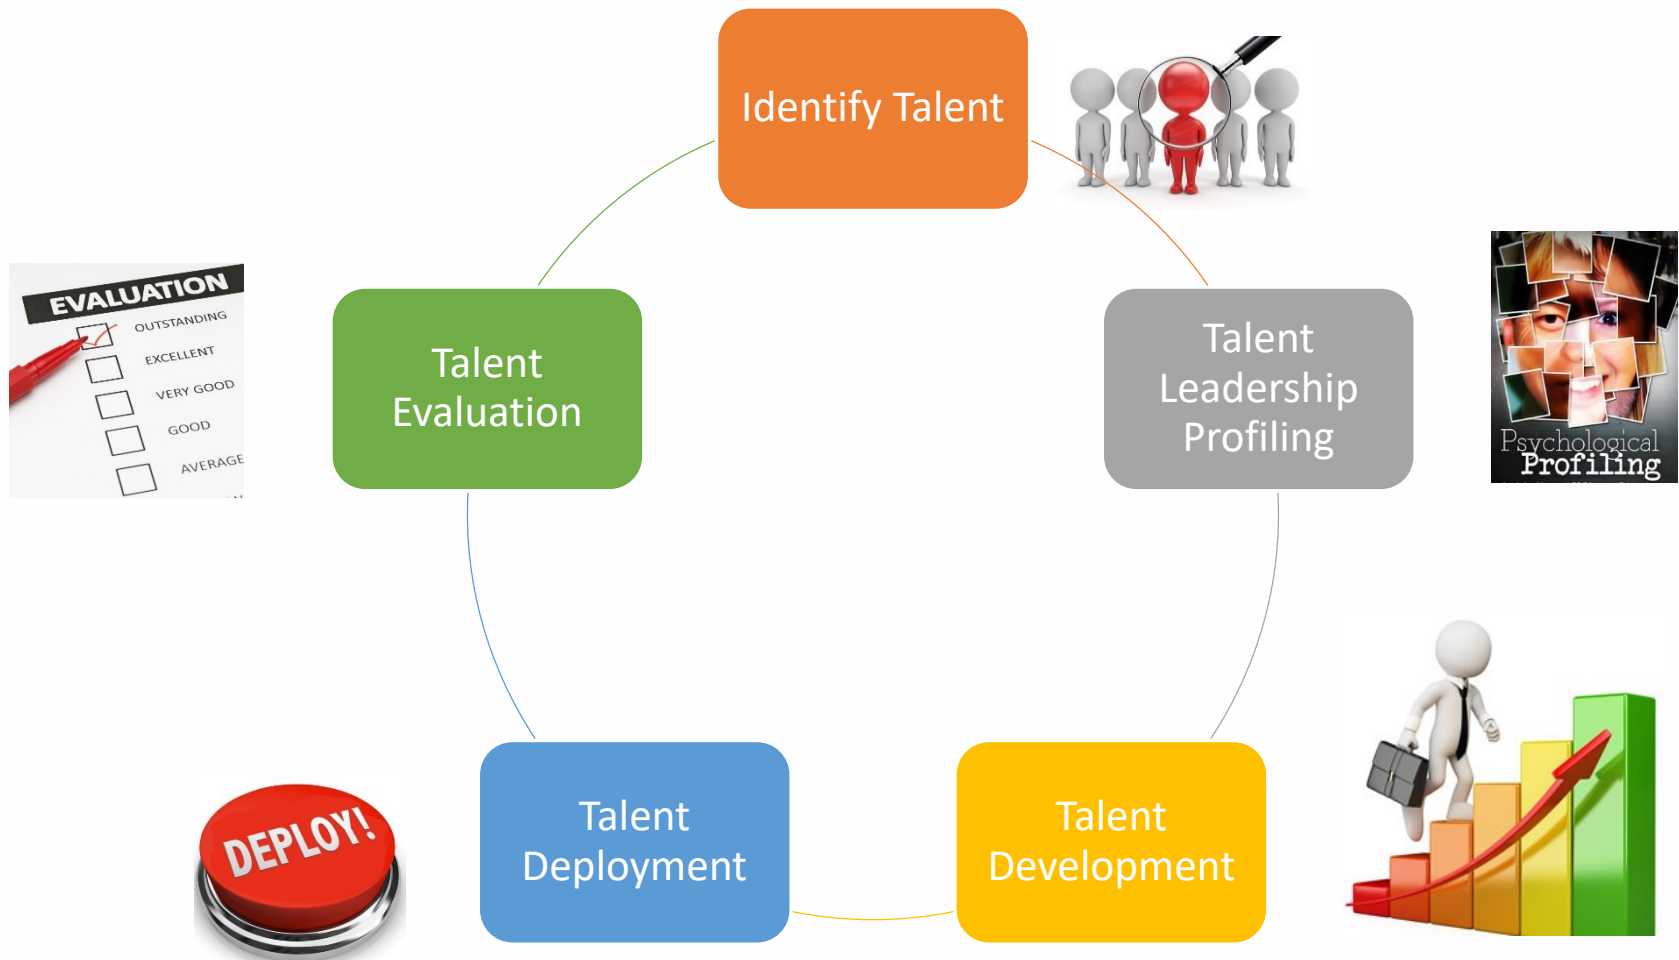 Identify Talent
Talent
Leadership
Profiling
Psychological
Profiling
Talent
Development
Talent
Deployment
DEPLOY!
Talent
Evaluation
EVALUATION
OUTSTANDING
EXCELLENT
VERY GOOD
GOOD
AVERAGE